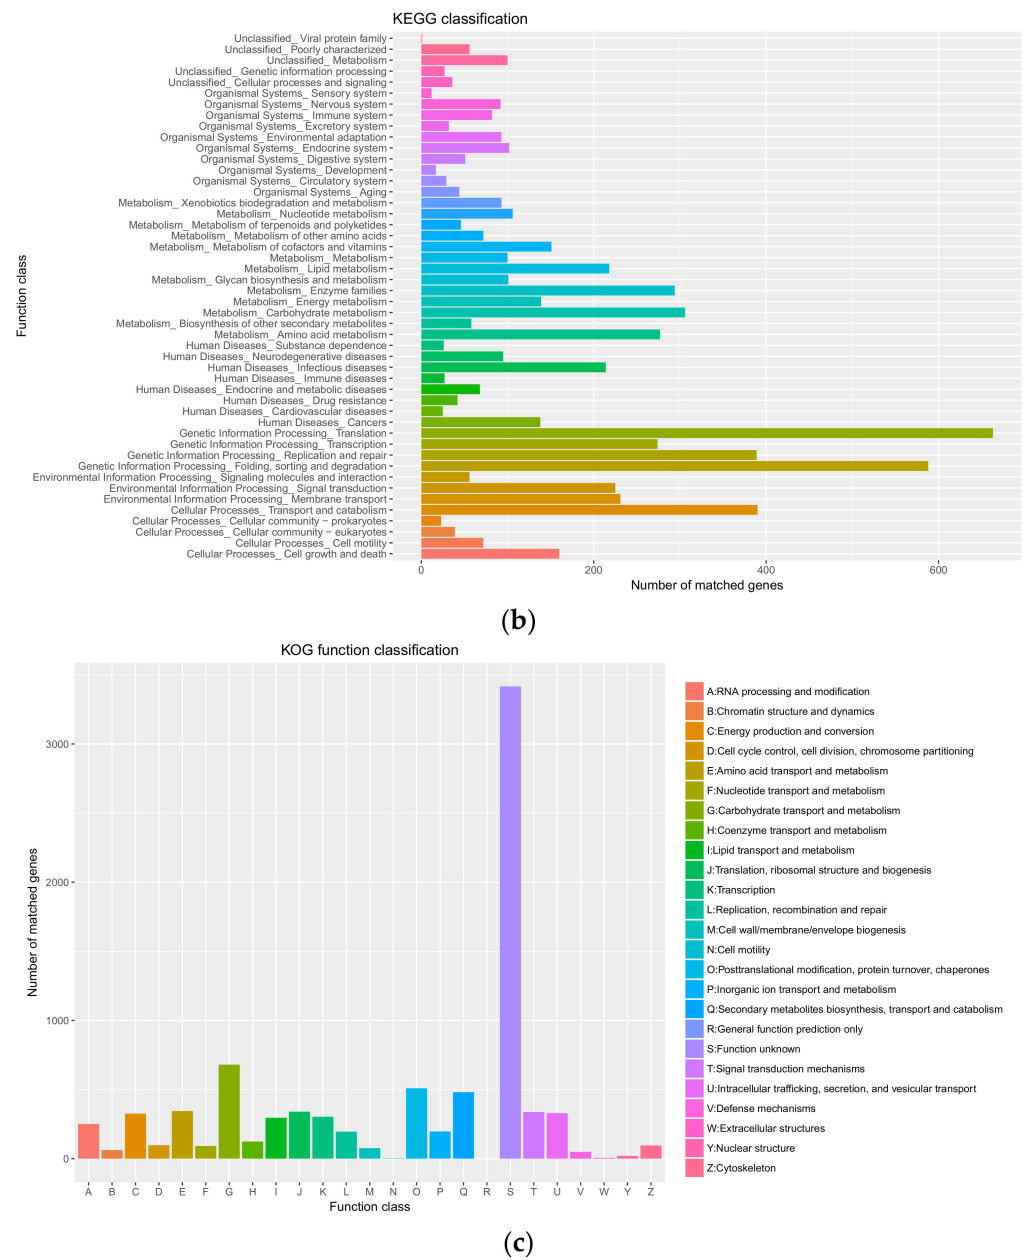 KEGG classification
Unclassified_ Viral protein family
Unclassified_ Poorly characterized
Unclassified_ Metabolism
Unclassified_ Genetic information processing
Unclassified_ Cellular processes and signaling
Organismal Systems_ Sensory system
Organismal Systems_ Nervous system
Organismal Systems_ Immune system
Organismal Systems_ Excretory system
Organismal Systems_ Environmental adaptation
Organismal Systems_ Endocrine system
Organismal Systems_ Digestive system
Organismal Systems_ Development
Organismal Systems_ Circulatory system
Organismal Systems_ Aging
Metabolism_ Xenobiotics biodegradation and metabolism
Metabolism_ Nucleotide metabolism
Metabolism_ Metabolism of terpenoids and polyketides
Metabolism_ Metabolism of other amino acids
Metabolism_ Metabolism of cofactors and vitamins
Metabolism_ Metabolism
Metabolism_ Lipid metabolism
Metabolism_ Glycan biosynthesis and metabolism
Metabolism_ Enzyme families
Metabolism_ Energy metabolism
Metabolism_ Carbohydrate metabolism
Metabolism_ Biosynthesis of other secondary metabolites
Metabolism_ Amino acid metabolism
Human Diseases_ Substance dependence
Human Diseases_ Neurodegenerative diseases
Human Diseases_ Infectious diseases
Human Diseases_ Immune diseases
Human Diseases_ Endocrine and metabolic diseases
Human Diseases_ Drug resistance
Human Diseases_ Cardiovascular diseases
Human Diseases_ Cancers
Genetic Information Processing_ Translation
Genetic Information Processing_ Transcription
Genetic Information Processing_ Replication and repair
Genetic Information Processing_ Folding, sorting and degradation
Environmental Information Processing_ Signaling molecules and interaction
Environmental Information Processing_ Signal transduction
Environmental Information Processing_ Membrane transport
Cellular Processes_ Transport and catabolism
Cellular Processes_ Cellular community − prokaryotes
Cellular Processes_ Cellular community − eukaryotes
Cellular Processes_ Cell motility
Cellular Processes_ Cell growth and death
Function class
0 200 400 600
Number of matched genes
(b)
KOG function classification
3000
2000
1000
0
Number of matched genes
A B C D E F G H I J K L M N O P Q R S T U V W Y Z
Function class
A:RNA processing and modification
B:Chromatin structure and dynamics
C:Energy production and conversion
D:Cell cycle control, cell division, chromosome partitioning
E:Amino acid transport and metabolism
F:Nucleotide transport and metabolism
G:Carbohydrate transport and metabolism
H:Coenzyme transport and metabolism
I:Lipid transport and metabolism
J:Translation, ribosomal structure and biogenesis
K:Transcription
L:Replication, recombination and repair
M:Cell wall/membrane/envelope biogenesis
N:Cell motility
O:Posttranslational modification, protein turnover, chaperones
P:Inorganic ion transport and metabolism
Q:Secondary metabolites biosynthesis, transport and catabolism
R:General function prediction only
S:Function unknown
T:Signal transduction mechanisms
U:Intracellular trafficking, secretion, and vesicular transport
V:Defense mechanisms
W:Extracellular structures
Y:Nuclear structure
Z:Cytoskeleton
(c)